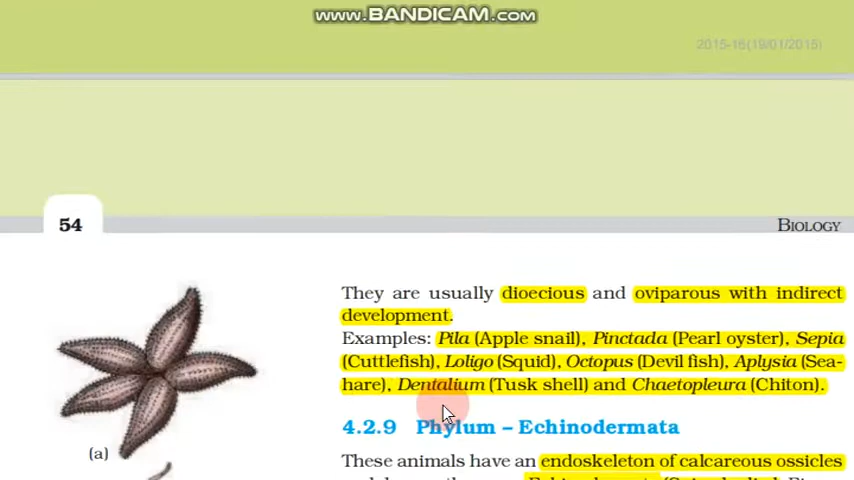 www.BANDICAM.com
2015-16(19/01/2015)
54
BIOLOGY
They are usually dioecious and oviparous with indirect
development.
Examples: Pila (Apple snail), Pinctada (Pearl oyster), Sepia
(Cuttlefish), Loligo (Squid), Octopus (Devil fish), Aplysia (Sea-
hare), Dentalium (Tusk shell) and Chaetopleura (Chiton).
4.2.9 Phylum – Echinodermata
(a)
These animals have an endoskeleton of calcareous ossicles